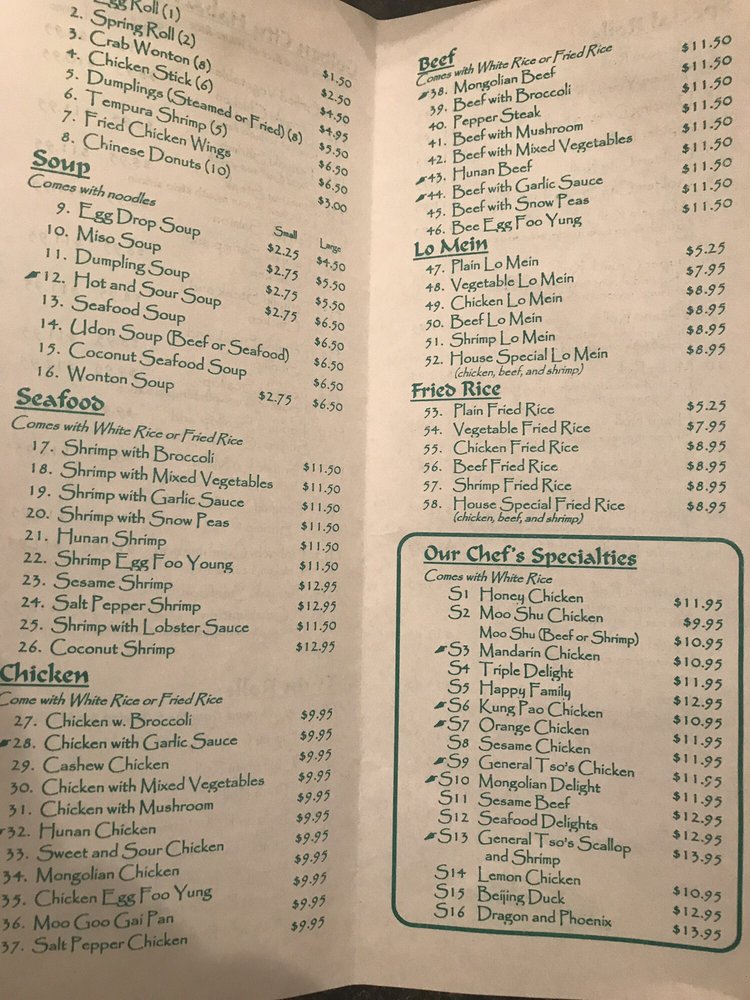 Egg Roll (1) $1.50
2. Spring Roll (2) $2.50
3. Crab Wonton (8) $4.50
4. Chicken Stick (6) $4.95
5. Dumplings (Steamed or Fried) (8) $5.50
6. Tempura Shrimp (5) $6.50
7. Fried Chicken Wings $6.50
8. Chinese Donuts (10) $3.00
Soup
Comes with noodles
Small Large
9. Egg Drop Soup $2.25 $4.50
10. Miso Soup $2.75 $5.50
11. Dumpling Soup $2.75 $5.50
12. Hot and Sour Soup $2.75 $6.50
13. Seafood Soup $6.50
14. Udon Soup (Beef or Seafood) $6.50
15. Coconut Seafood Soup $6.50
16. Wonton Soup $2.75 $6.50
Seafood
Comes with White Rice or Fried Rice
17. Shrimp with Broccoli $11.50
18. Shrimp with Mixed Vegetables $11.50
19. Shrimp with Garlic Sauce $11.50
20. Shrimp with Snow Peas $11.50
21. Hunan Shrimp $11.50
22. Shrimp Egg Foo Young $11.50
23. Sesame Shrimp $12.95
24. Salt Pepper Shrimp $12.95
25. Shrimp with Lobster Sauce $11.50
26. Coconut Shrimp $12.95
Chicken
Come with White Rice or Fried Rice
27. Chicken w. Broccoli $9.95
28. Chicken with Garlic Sauce $9.95
29. Cashew Chicken $9.95
30. Chicken with Mixed Vegetables $9.95
31. Chicken with Mushroom $9.95
32. Hunan Chicken $9.95
33. Sweet and Sour Chicken $9.95
34. Mongolian Chicken $9.95
35. Chicken Egg Foo Yung $9.95
36. Moo Goo Gai Pan $9.95
37. Salt Pepper Chicken $9.95
Beef
Comes with White Rice or Fried Rice
38. Mongolian Beef $11.50
39. Beef with Broccoli $11.50
40. Pepper Steak $11.50
41. Beef with Mushroom $11.50
42. Beef with Mixed Vegetables $11.50
43. Hunan Beef $11.50
44. Beef with Garlic Sauce $11.50
45. Beef with Snow Peas $11.50
46. Bee Egg Foo Yung $11.50
Lo Mein
47. Plain Lo Mein $5.25
48. Vegetable Lo Mein $7.95
49. Chicken Lo Mein $8.95
50. Beef Lo Mein $8.95
51. Shrimp Lo Mein $8.95
52. House Special Lo Mein $8.95
(chicken, beef, and shrimp)
Fried Rice
53. Plain Fried Rice $5.25
54. Vegetable Fried Rice $7.95
55. Chicken Fried Rice $8.95
56. Beef Fried Rice $8.95
57. Shrimp Fried Rice $8.95
58. House Special Fried Rice $8.95
(chicken, beef, and shrimp)
Our Chef's Specialties
Comes with White Rice
S1 Honey Chicken $11.95
S2 Moo Shu Chicken $9.95
Moo Shu (Beef or Shrimp) $10.95
S3 Mandarin Chicken $10.95
S4 Triple Delight $11.95
S5 Happy Family $12.95
S6 Kung Pao Chicken $10.95
S7 Orange Chicken $11.95
S8 Sesame Chicken $11.95
S9 General Tso's Chicken $11.95
S10 Mongolian Delight $11.95
S11 Sesame Beef $12.95
S12 Seafood Delights $12.95
S13 General Tso's Scallop $13.95
and Shrimp
S14 Lemon Chicken $10.95
S15 Beijing Duck $12.95
S16 Dragon and Phoenix $13.95